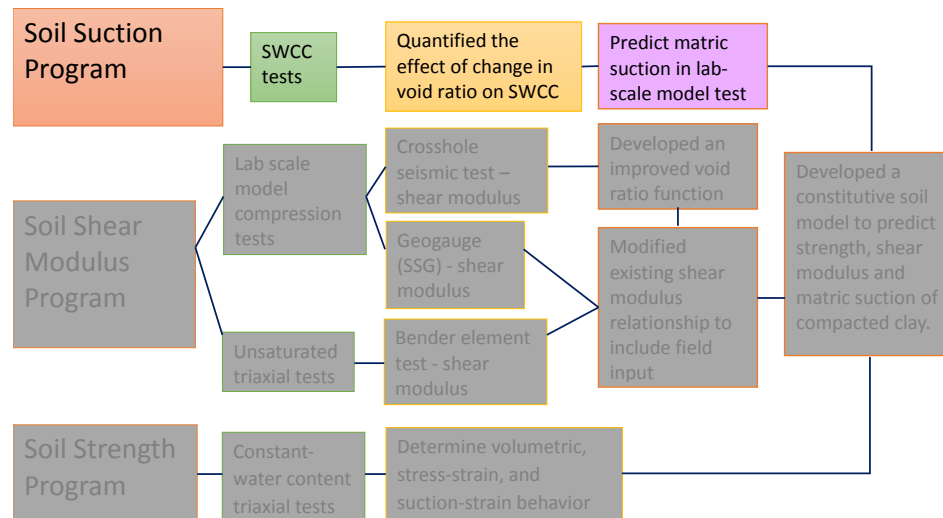 Soil Suction
Program
SWCC
tests
Quantified the
effect of change in
void ratio on SWCC
Predict matric
suction in lab-
scale model test
Soil Shear
Modulus
Program
Lab scale
model
compression
tests
Crosshole
seismic test –
shear modulus
Developed an
improved void
ratio function
Geogauge
(SSG) - shear
modulus
Modified
existing shear
modulus
relationship to
include field
input
Developed a
constitutive soil
model to predict
strength, shear
modulus and
matric suction of
compacted clay.
Unsaturated
triaxial tests
Bender element
test - shear
modulus
Soil Strength
Program
Constant-
water content
triaxial tests
Determine volumetric,
stress-strain, and
suction-strain behavior